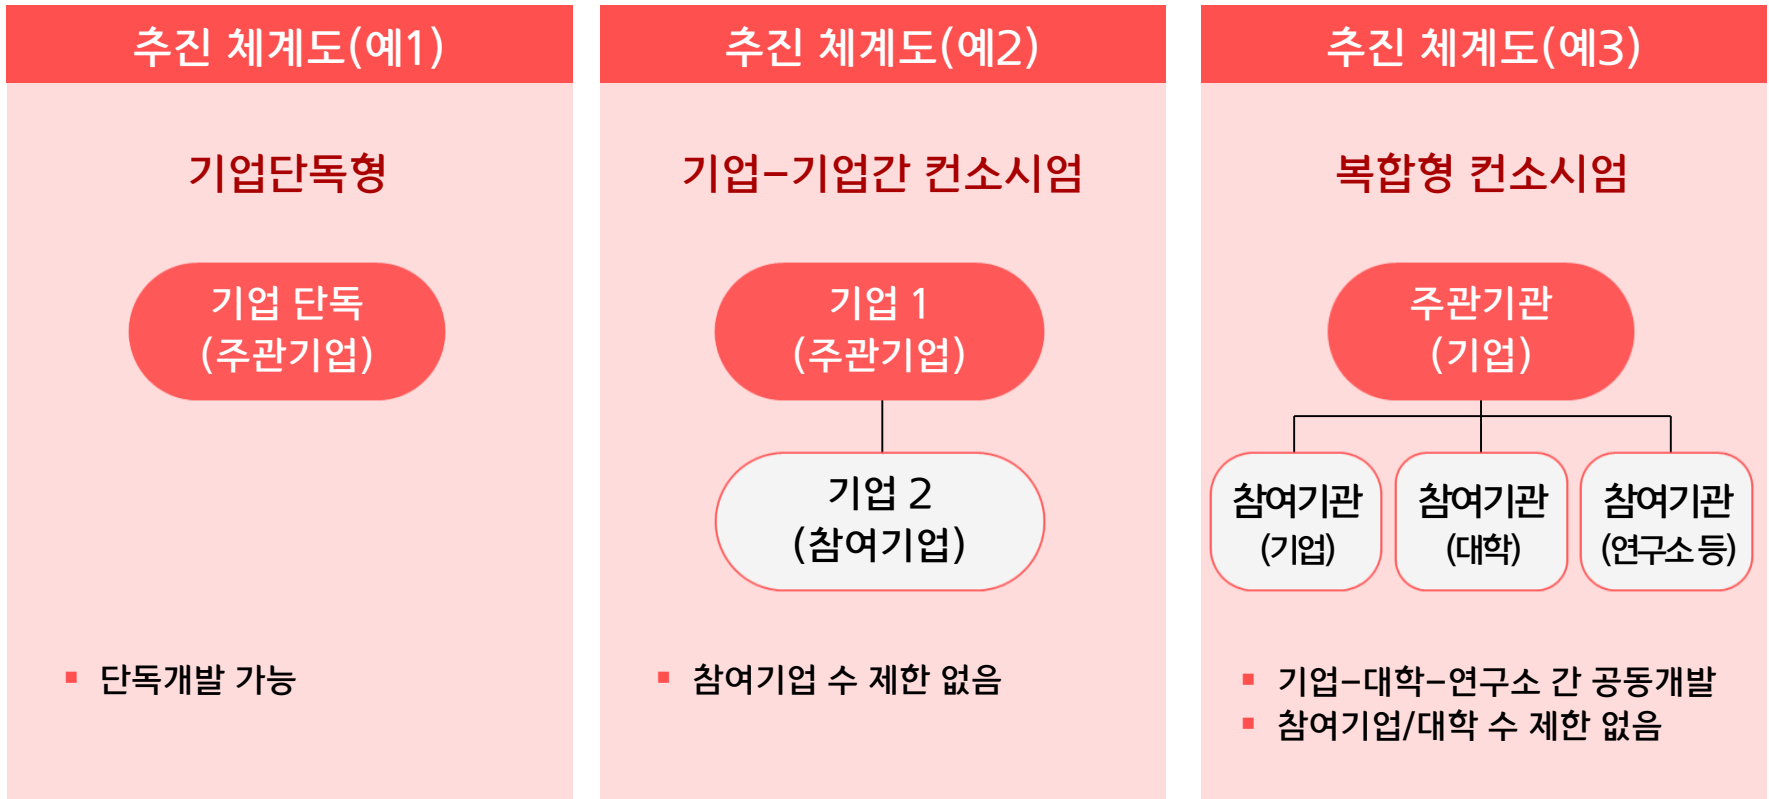 추진 체계도(예1)
기업단독형
기업 단독
(주관기업)
▪ 단독개발 가능
추진 체계도(예2)
기업-기업간 컨소시엄
기업 1
(주관기업)
기업 2
(참여기업)
▪ 참여기업 수 제한 없음
추진 체계도(예3)
복합형 컨소시엄
주관기관
(기업)
참여기관
(기업)
참여기관
(대학)
참여기관
(연구소 등)
▪ 기업-대학-연구소 간 공동개발
▪ 참여기업/대학 수 제한 없음